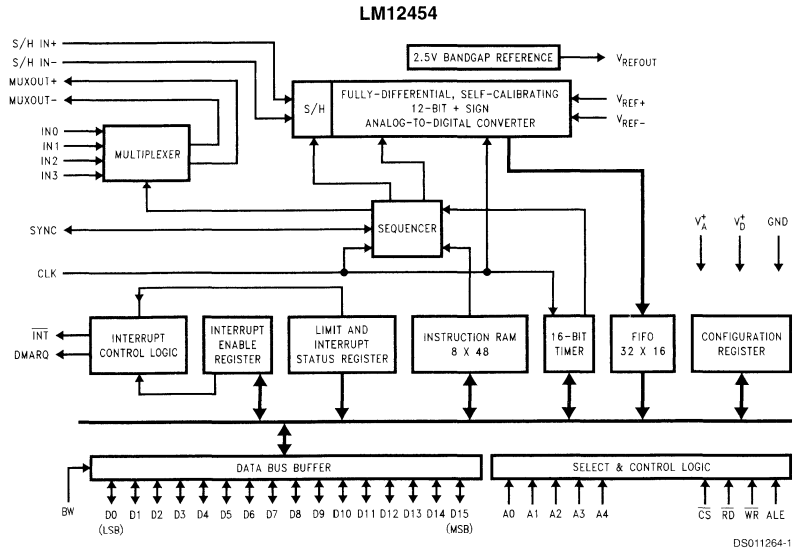 LM12454
S/H IN+
S/H IN-
MUXOUT+
MUXOUT-
2.5V BANDGAP REFERENCE
VREFOUT
S/H
FULLY-DIFFERENTIAL, SELF-CALIBRATING
12-BIT + SIGN
ANALOG-TO-DIGITAL CONVERTER
VREF+
VREF-
IN0
IN1
IN2
IN3
MULTIPLEXER
SYNC
SEQUENCER
VA+
VD+
GND
CLK
INT
DMARQ
INTERRUPT
CONTROL LOGIC
INTERRUPT
ENABLE
REGISTER
LIMIT AND
INTERRUPT
STATUS REGISTER
INSTRUCTION RAM
8 X 48
16-BIT
TIMER
FIFO
32 X 16
CONFIGURATION
REGISTER
DATA BUS BUFFER
SELECT & CONTROL LOGIC
BW
D0 D1 D2 D3 D4 D5 D6 D7 D8 D9 D10 D11 D12 D13 D14 D15
(LSB) (MSB)
A0 A1 A2 A3 A4
CS RD WR ALE
DS011264-1